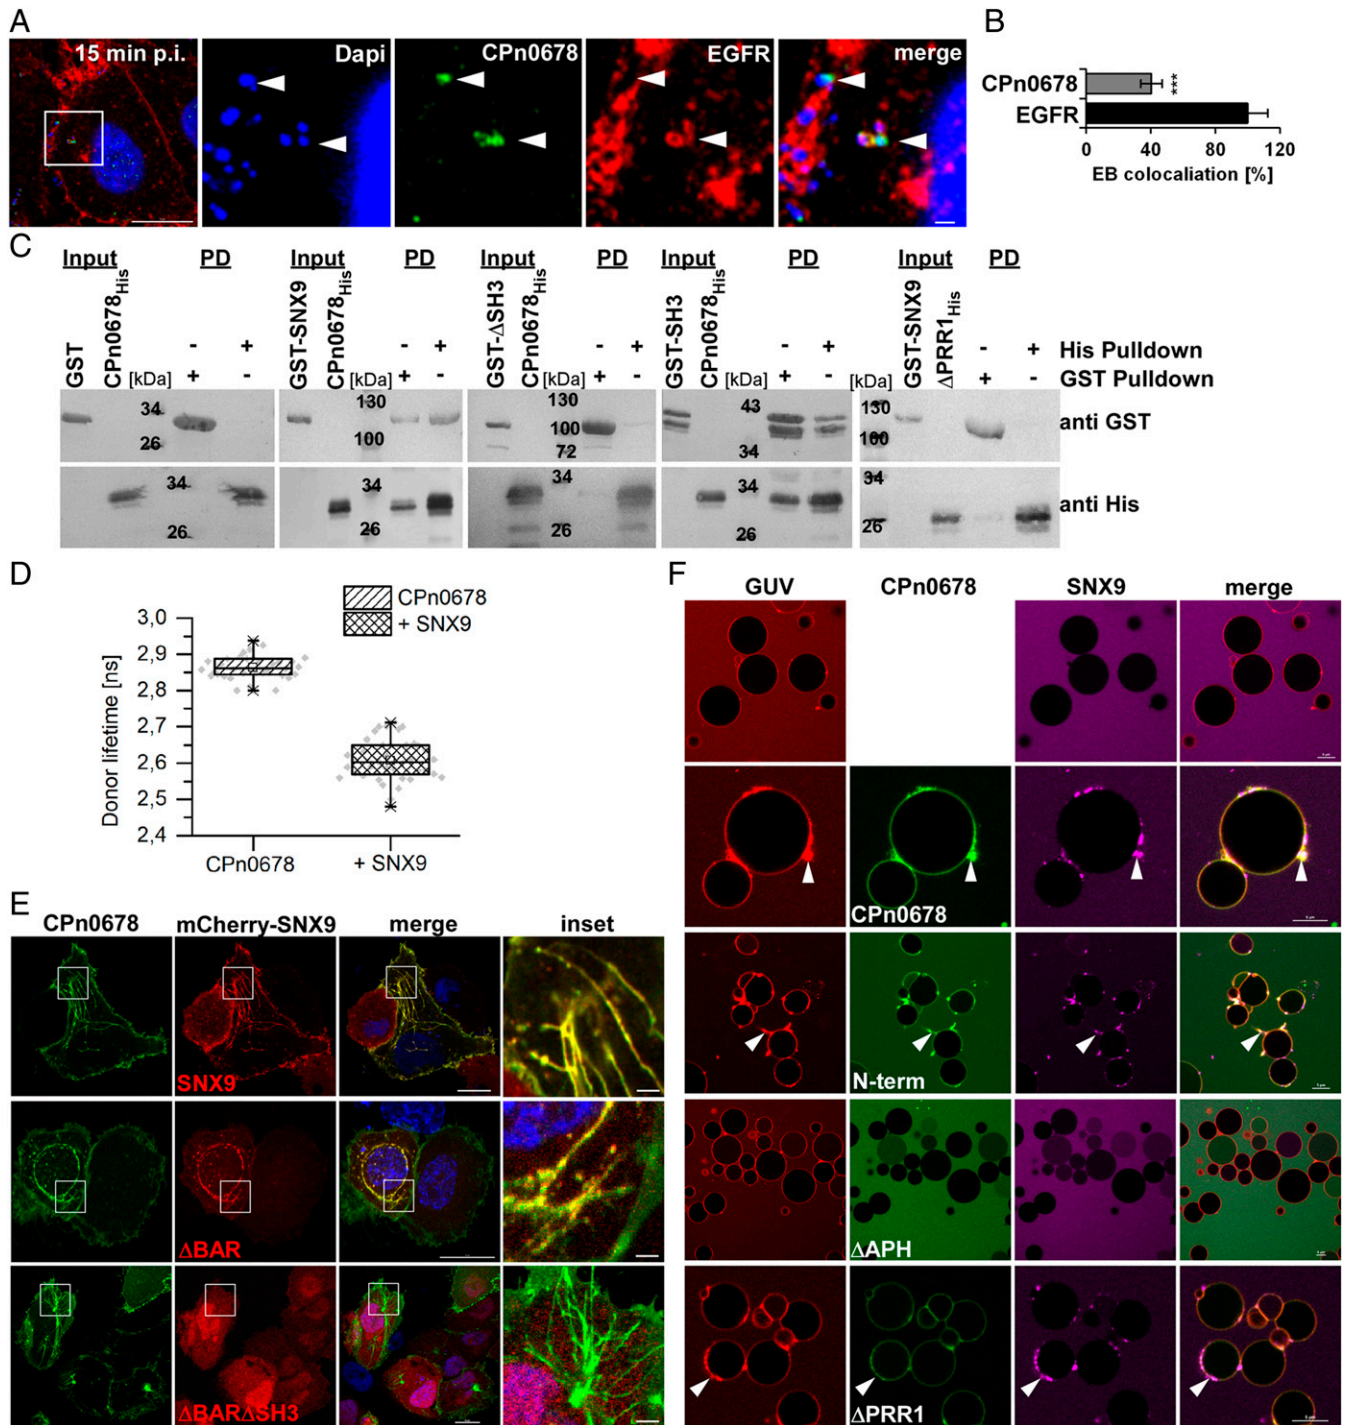 A
15 min p.i.
Dapi
CPn0678
EGFR
merge
B
CPn0678
***
EGFR
0 40 80 120
EB colocaliation [%]
C
Input PD
GST
CPn0678His
[kDa]
- +
+ -
34
26
34
26
Input PD
GST-SNX9
CPn0678His
[kDa]
- +
+ -
130
100
34
26
Input PD
GST-ΔSH3
CPn0678His
[kDa]
- +
+ -
130
100
72
34
26
Input PD
GST-SH3
CPn0678His
[kDa]
- +
+ -
43
34
34
26
Input PD
[kDa]
GST-SNX9
ΔPRR1His
- +
+ -
130
100
34
26
His Pulldown
GST Pulldown
anti GST
anti His
D
Donor lifetime [ns]
3,0
2,9
2,8
2,7
2,6
2,5
2,4
CPn0678
+ SNX9
CPn0678 + SNX9
E
CPn0678 mCherry-SNX9 merge inset
SNX9
ΔBAR
ΔBARΔSH3
F
GUV CPn0678 SNX9 merge
CPn0678
N-term
ΔAPH
ΔPRR1